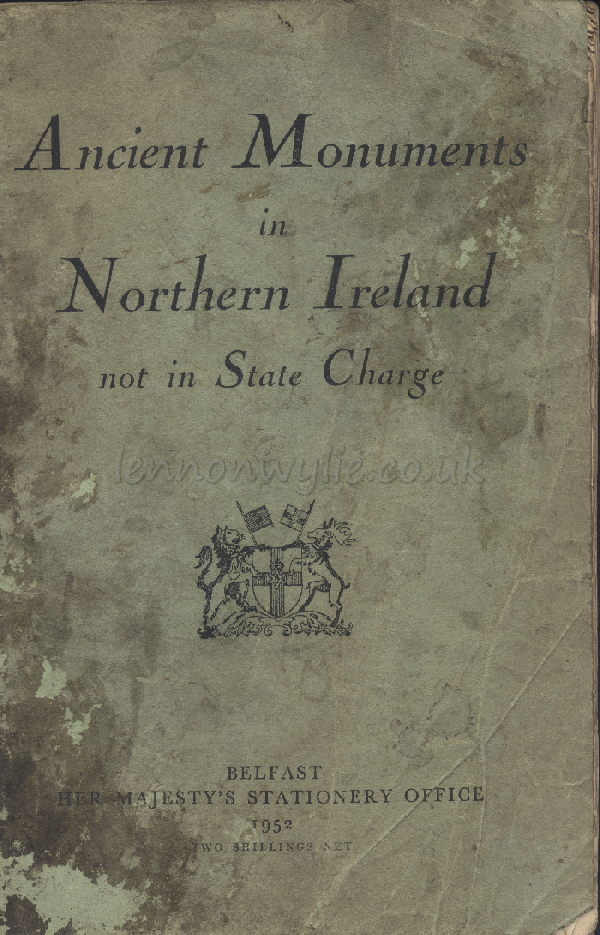 Ancient Monuments
in
Northern Ireland
not in State Charge
lennonwylie.co.uk
BELFAST
HER MAJESTY'S STATIONERY OFFICE
1952
TWO SHILLINGS NET